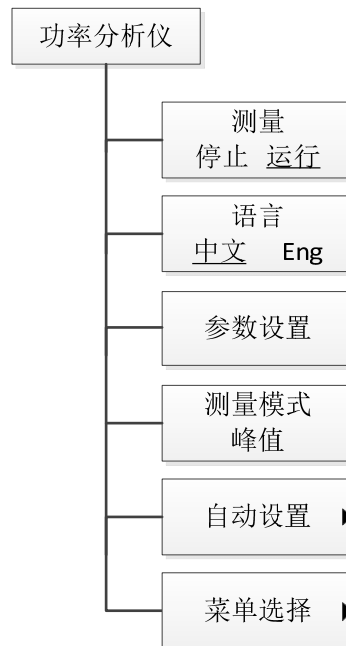 功率分析仪
测量
停止 运行
语言
中文 Eng
参数设置
测量模式
峰值
自动设置
菜单选择